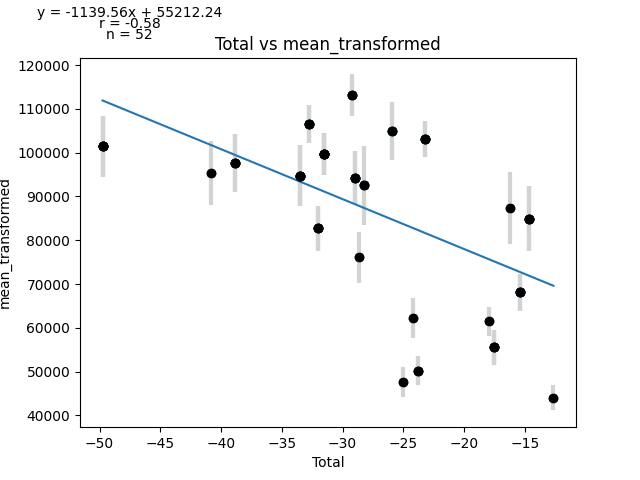 y = -1139.56x + 55212.24
r = -0.58
n = 52
Total vs mean_transformed
120000
110000
100000
90000
80000
70000
60000
50000
40000
mean_transformed
−50
−45
−40
−35
−30
−25
−20
−15
Total